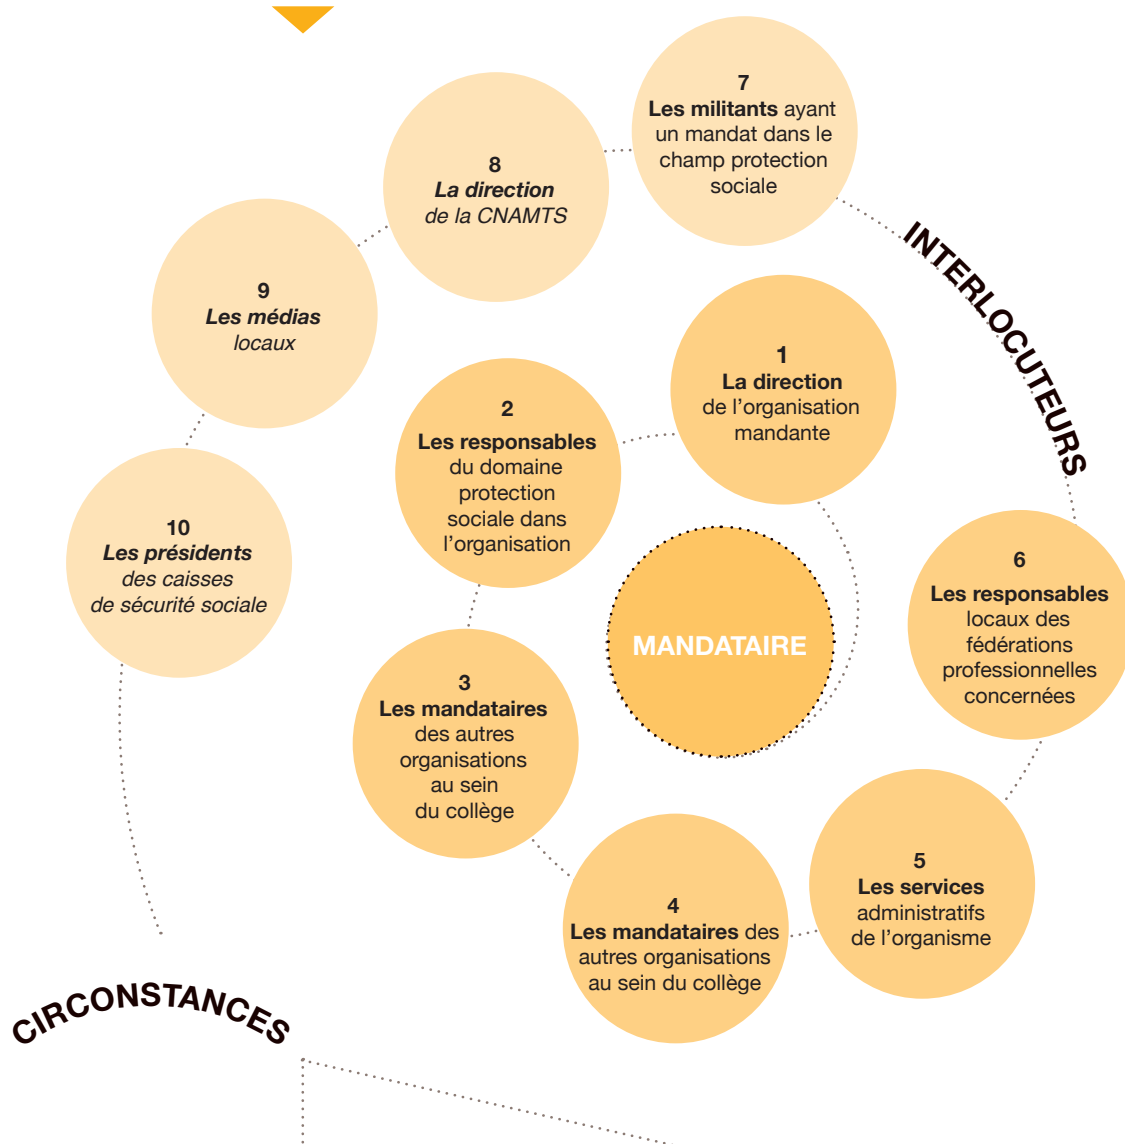 7
Les militants ayant
un mandat dans le
champ protection
sociale
8
La direction
de la CNAMTS
INTERLOCUTEURS
9
Les médias
locaux
1
La direction
de l’organisation
mandante
2
Les responsables
du domaine
protection
sociale dans
l’organisation
10
Les présidents
des caisses
de sécurité sociale
6
Les responsables
locaux des
fédérations
professionnelles
concernées
MANDATAIRE
3
Les mandataires
des autres
organisations
au sein
du collège
5
Les services
administratifs
de l’organisme
4
Les mandataires des
autres organisations
au sein du collège
CIRCONSTANCES